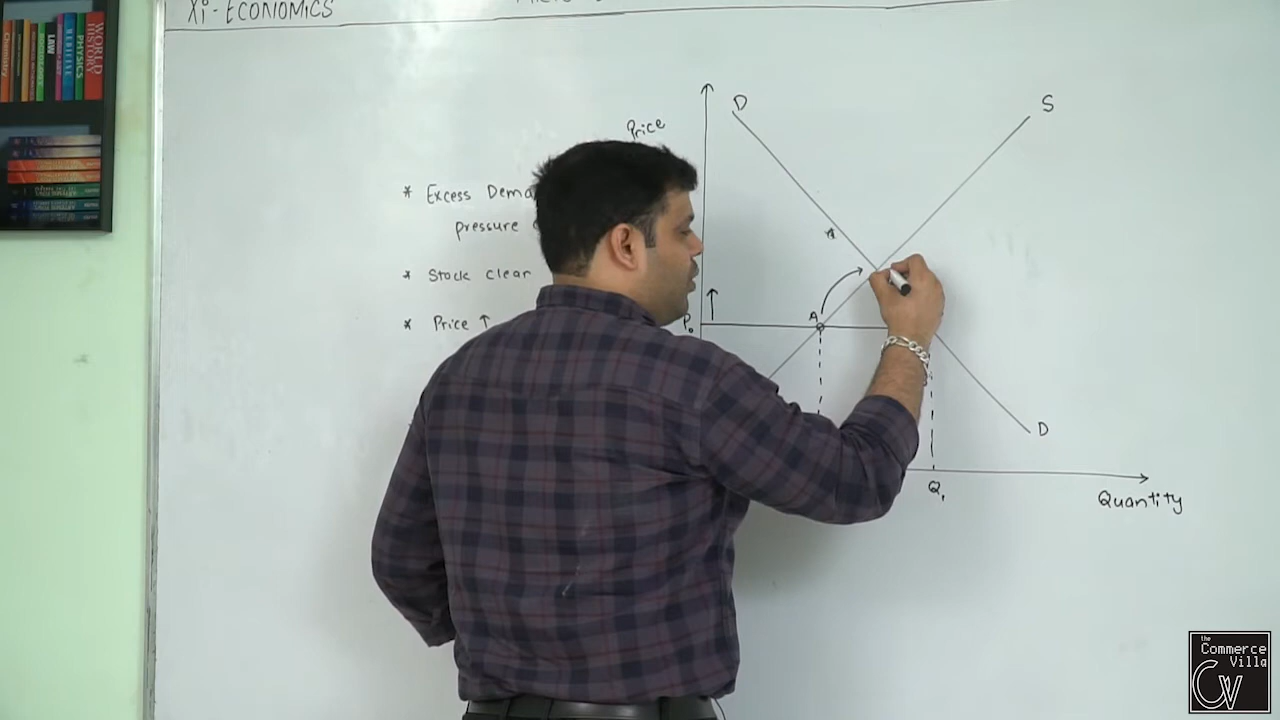 Xi - ECONOMICS
D
S
Price
* Excess Dema
pressure
* Stock clear
A
* Price ↑
P₀
D
Q₁
Quantity
WORLD HISTORY
PHYSICS
LAW
Chemistry
the
Commerce
Villa
CV